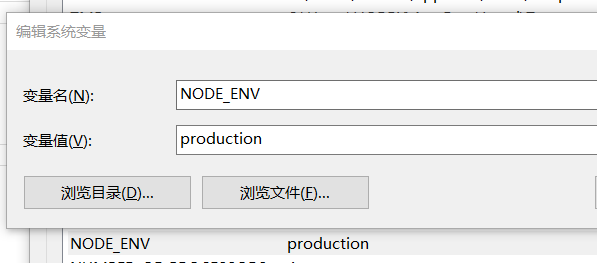 编辑系统变量
变量名(N):
NODE_ENV
变量值(V):
production
浏览目录(D)...
浏览文件(F)...
NODE_ENV production